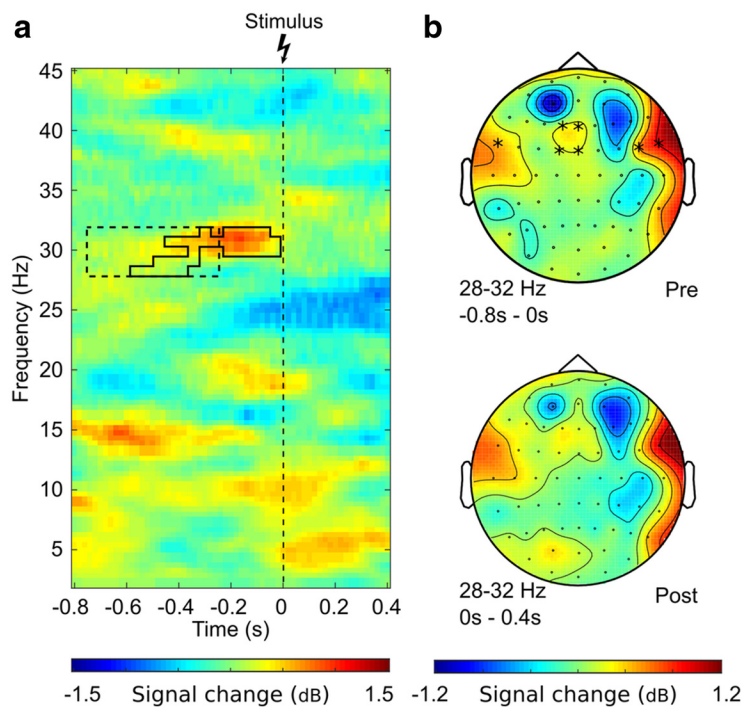 a
Stimulus
b
45
40
35
30
25
20
15
10
5
Frequency (Hz)
-0.8 -0.6 -0.4 -0.2 0 0.2 0.4
Time (s)
-1.5 Signal change (dB) 1.5
28-32 Hz
-0.8s - 0s
Pre
28-32 Hz
0s - 0.4s
Post
-1.2 Signal change (dB) 1.2